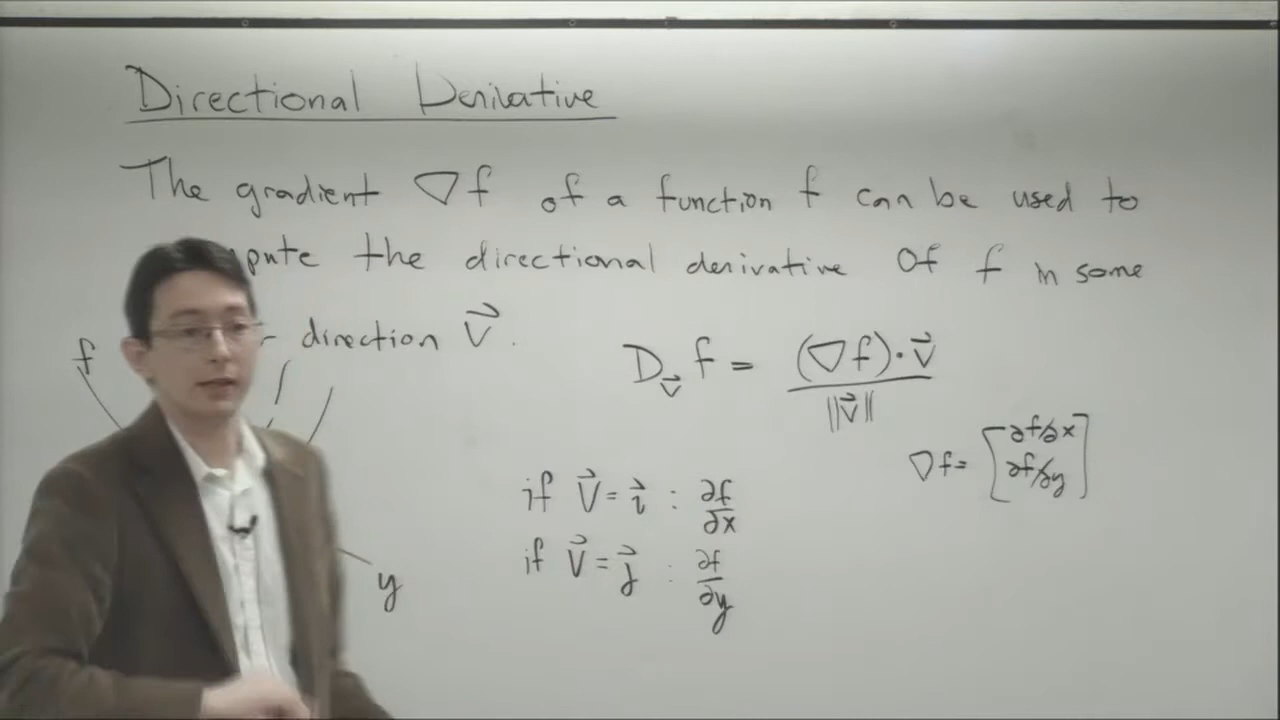 Directional Derivative
The gradient ∇f of a function f can be used to
pute the directional derivative of f in some
direction v⃗.
f
D_v⃗ f = (∇f)·v⃗ / ||v⃗||
∇f = [∂f/∂x
∂f/∂y]
if v⃗ = i⃗ : ∂f/∂x
if v⃗ = j⃗ : ∂f/∂y
y